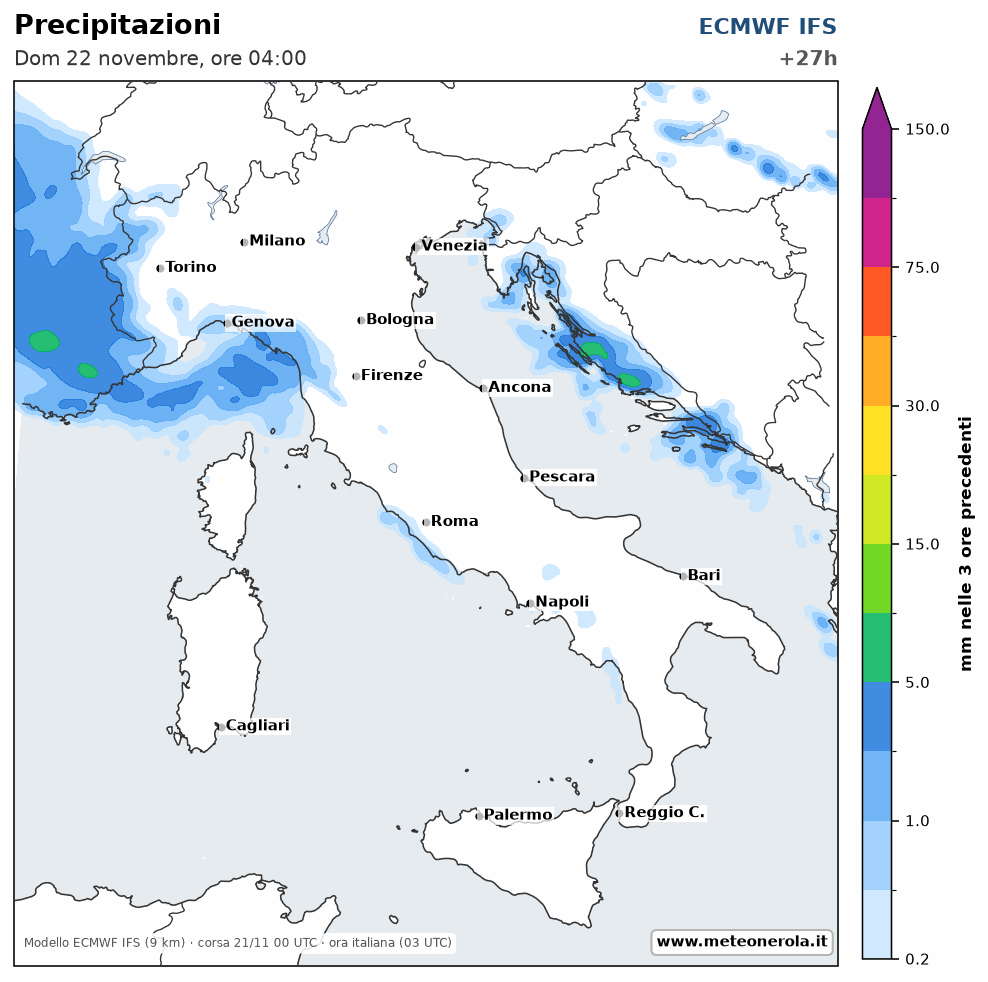 Precipitazioni
ECMWF IFS
Dom 22 novembre, ore 04:00
+27h
150.0
75.0
30.0
15.0
5.0
1.0
0.2
mm nelle 3 ore precedenti
Milano
Venezia
Torino
Genova
Bologna
Firenze
Ancona
Pescara
Roma
Bari
Napoli
Cagliari
Palermo
Reggio C.
Modello ECMWF IFS (9 km) · corsa 21/11 00 UTC · ora italiana (03 UTC)
www.meteonerola.it